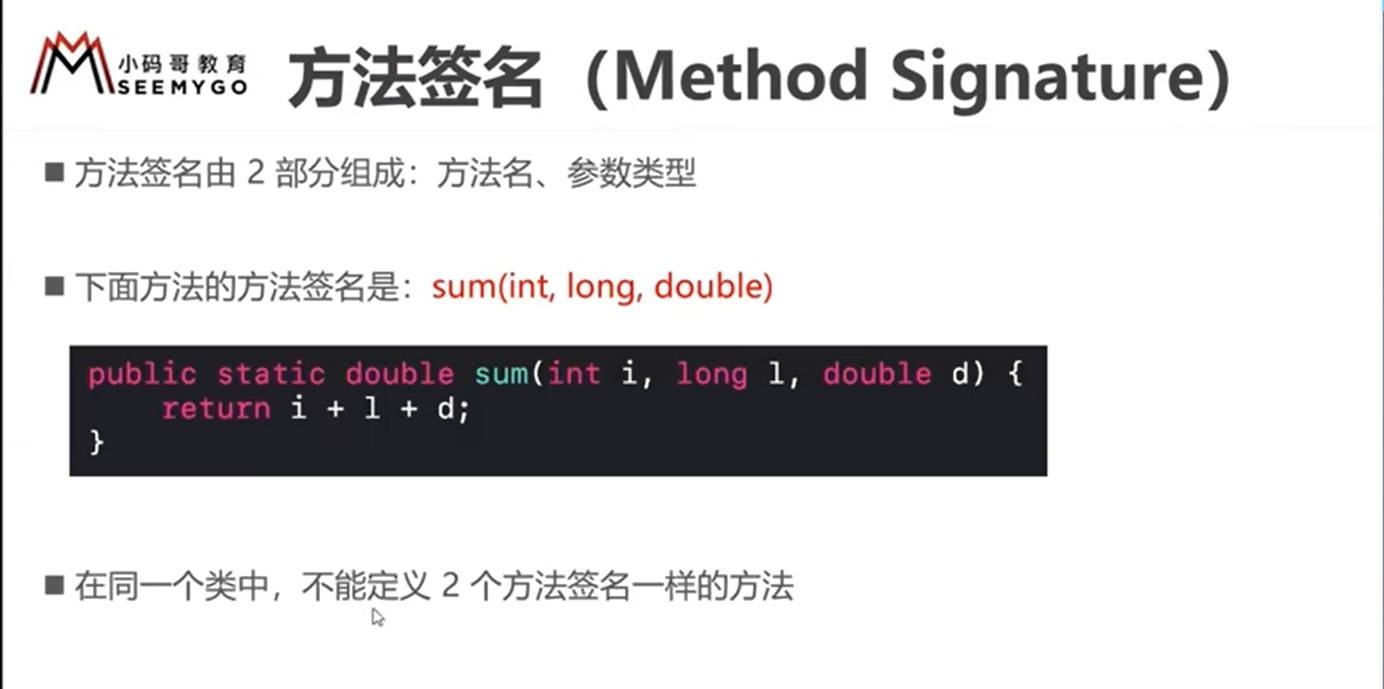 小码哥教育
SEEMYGO
方法签名（Method Signature）
■ 方法签名由 2 部分组成：方法名、参数类型
■ 下面方法的方法签名是：sum(int, long, double)
public static double sum(int i, long l, double d) {
    return i + l + d;
}
■ 在同一个类中，不能定义 2 个方法签名一样的方法